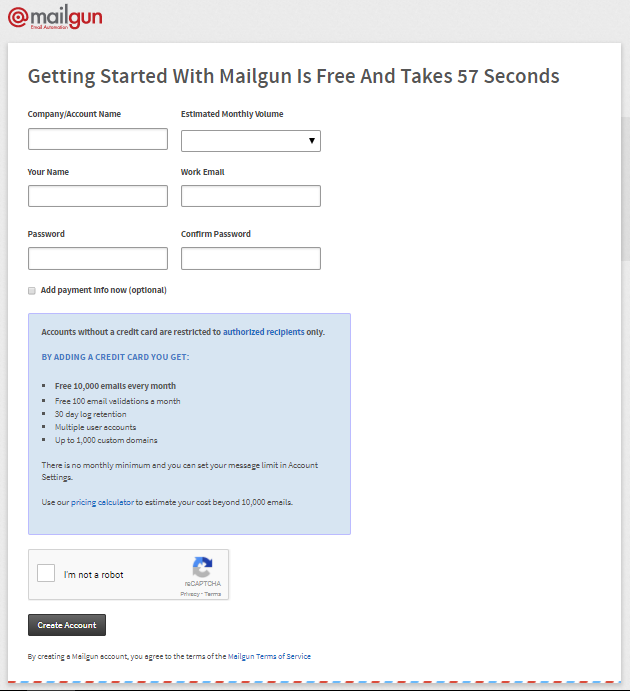 @mailgun
Email Automation
Getting Started With Mailgun Is Free And Takes 57 Seconds
Company/Account Name
Estimated Monthly Volume
Your Name
Work Email
Password
Confirm Password
Add payment info now (optional)
Accounts without a credit card are restricted to authorized recipients only.
BY ADDING A CREDIT CARD YOU GET:
▪ Free 10,000 emails every month
▪ Free 100 email validations a month
▪ 30 day log retention
▪ Multiple user accounts
▪ Up to 1,000 custom domains
There is no monthly minimum and you can set your message limit in Account
Settings.
Use our pricing calculator to estimate your cost beyond 10,000 emails.
I'm not a robot
reCAPTCHA
Privacy - Terms
Create Account
By creating a Mailgun account, you agree to the terms of the Mailgun Terms of Service